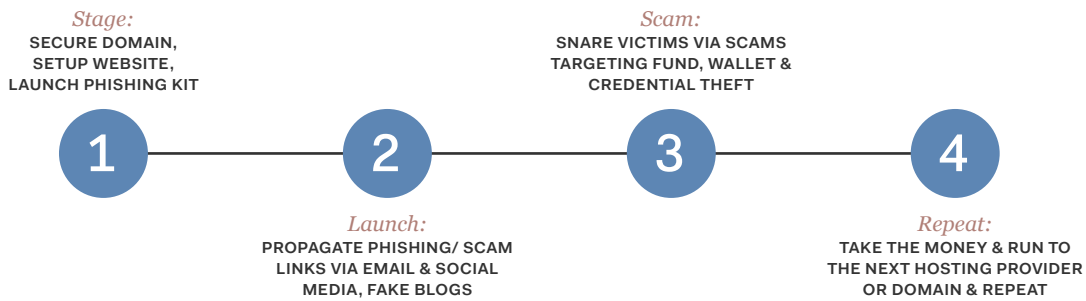 Stage:
SECURE DOMAIN,
SETUP WEBSITE,
LAUNCH PHISHING KIT
1
2
Launch:
PROPAGATE PHISHING/ SCAM
LINKS VIA EMAIL & SOCIAL
MEDIA, FAKE BLOGS
Scam:
SNARE VICTIMS VIA SCAMS
TARGETING FUND, WALLET &
CREDENTIAL THEFT
3
4
Repeat:
TAKE THE MONEY & RUN TO
THE NEXT HOSTING PROVIDER
OR DOMAIN & REPEAT